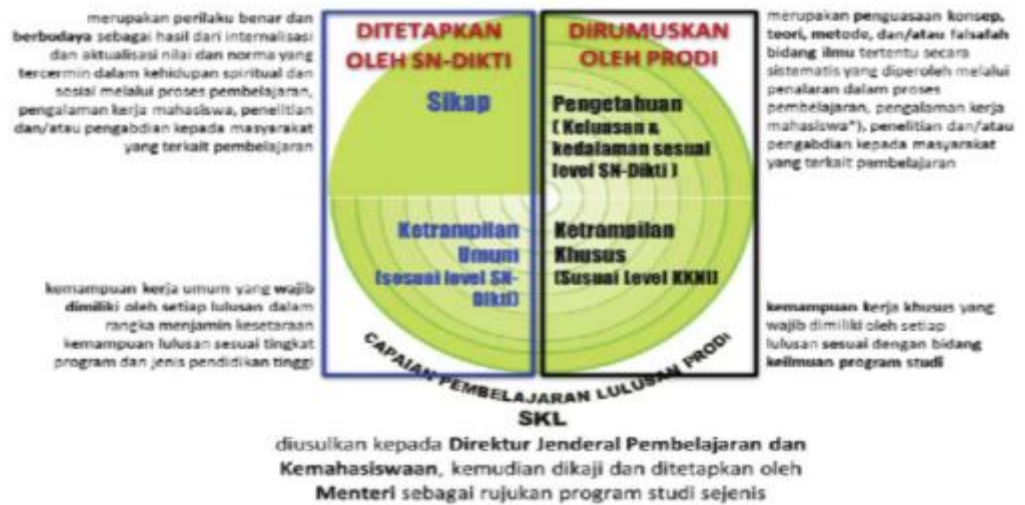 merupakan perilaku benar dan
berbudaya sebagai hasil dari internalisasi
dan aktualisasi nilai dan norma yang
tercermin dalam kehidupan spiritual dan
sosial melalui proses pembelajaran,
pengalaman kerja mahasiswa, penelitian
dan/atau pengabdian kepada masyarakat
yang terkait pembelajaran
DITETAPKAN
OLEH SN-DIKTI
Sikap
DIRUMUSKAN
OLEH PRODI
Pengetahuan
( Keluasan &
kedalaman sesuai
level SN-Dikti )
merupakan penguasaan konsep,
teori, metode, dan/atau falsafah
bidang ilmu tertentu secara
sistematis yang diperoleh melalui
penalaran dalam proses
pembelajaran, pengalaman kerja
mahasiswa*), penelitian dan/atau
pengabdian kepada masyarakat
yang terkait pembelajaran
kemampuan kerja umum yang wajib
dimiliki oleh setiap lulusan dalam
rangka menjamin kesetaraan
kemampuan lulusan sesuai tingkat
program dan jenis pendidikan tinggi
Ketrampilan
Umum
(sesuai level SN-
Dikti)
Ketrampilan
Khusus
(Susuai Level KKNI)
kemampuan kerja khusus yang
wajib dimiliki oleh setiap
lulusan sesuai dengan bidang
keilmuan program studi
CAPAIAN PEMBELAJARAN LULUSAN PRODI
SKL
diusulkan kepada Direktur Jenderal Pembelajaran dan
Kemahasiswaan, kemudian dikaji dan ditetapkan oleh
Menteri sebagai rujukan program studi sejenis